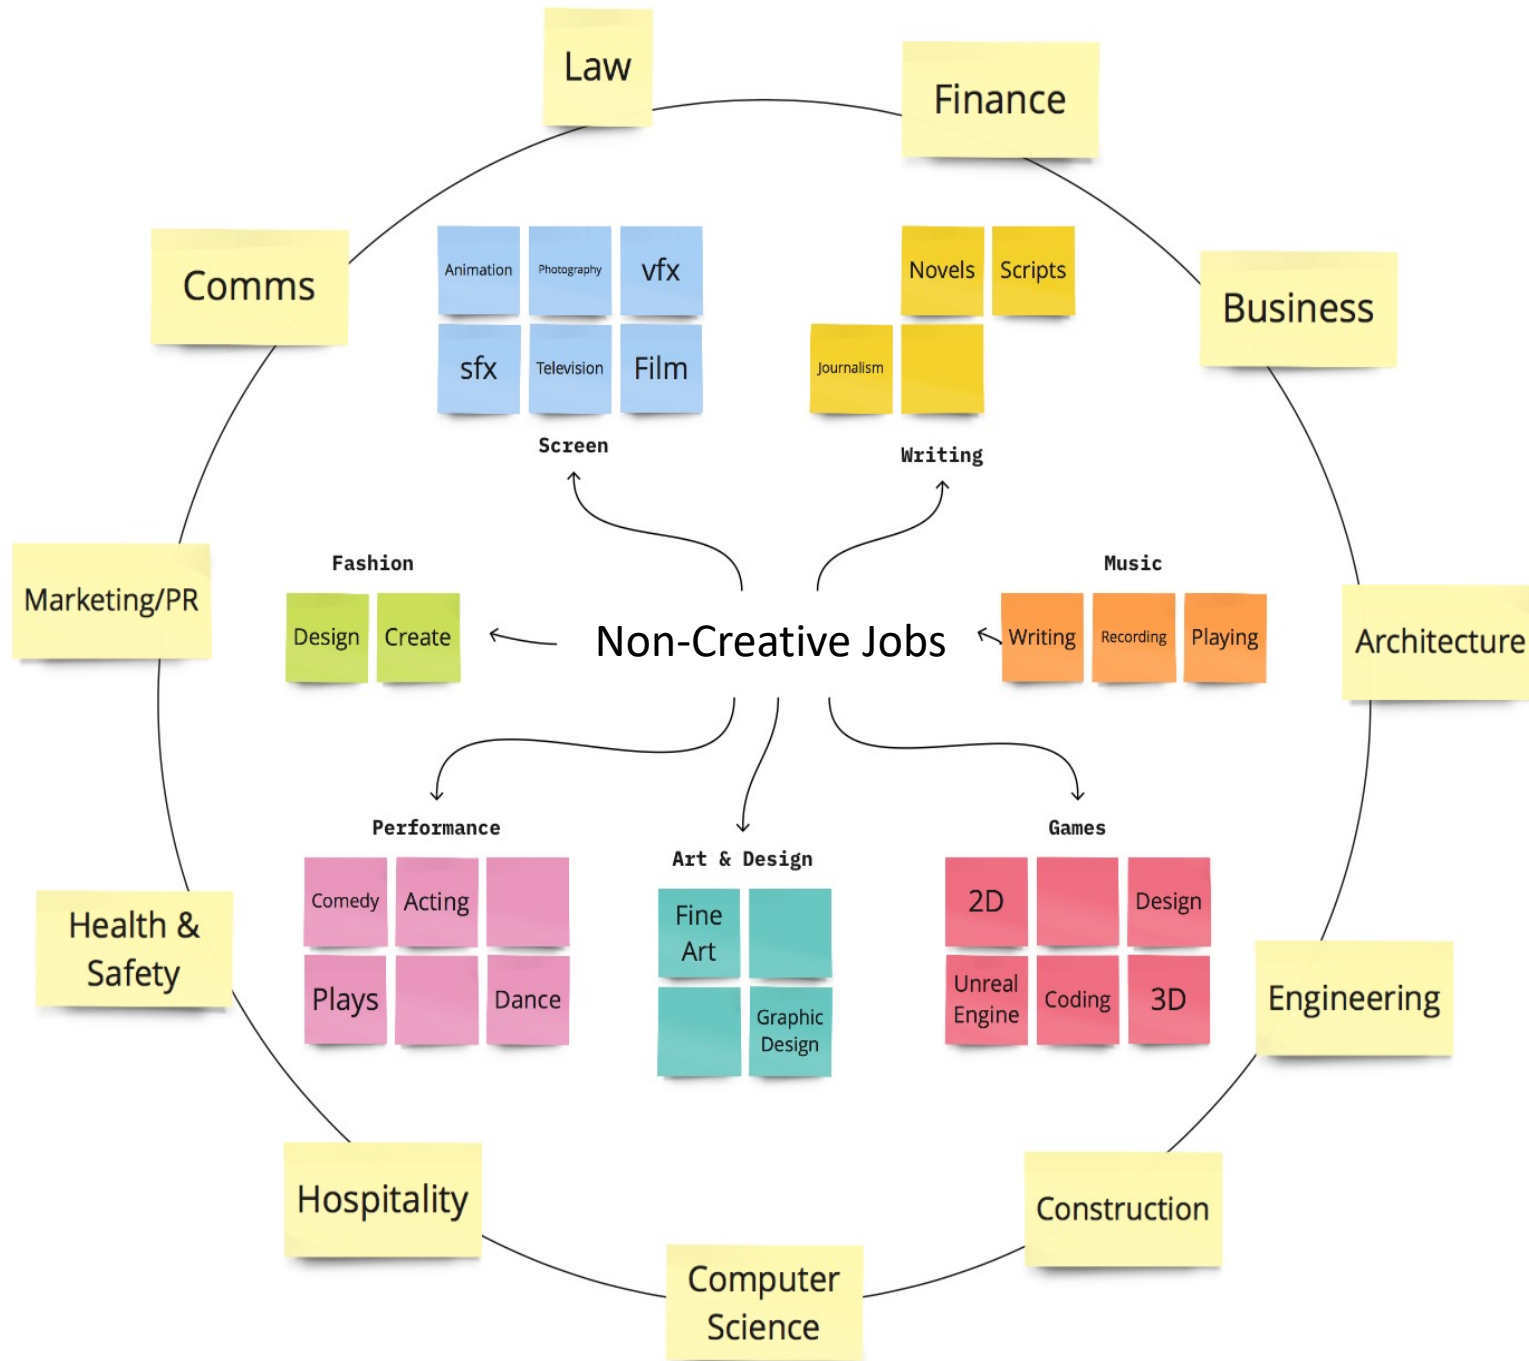 Law
Finance
Comms
Business
Animation
Photography
vfx
sfx
Television
Film
Screen
Novels
Scripts
Journalism
Writing
Marketing/PR
Fashion
Design
Create
Non-Creative Jobs
Music
Writing
Recording
Playing
Architecture
Performance
Comedy
Acting
Plays
Dance
Art & Design
Fine
Art
Graphic
Design
Games
2D
Design
Unreal
Engine
Coding
3D
Health &
Safety
Engineering
Hospitality
Construction
Computer
Science